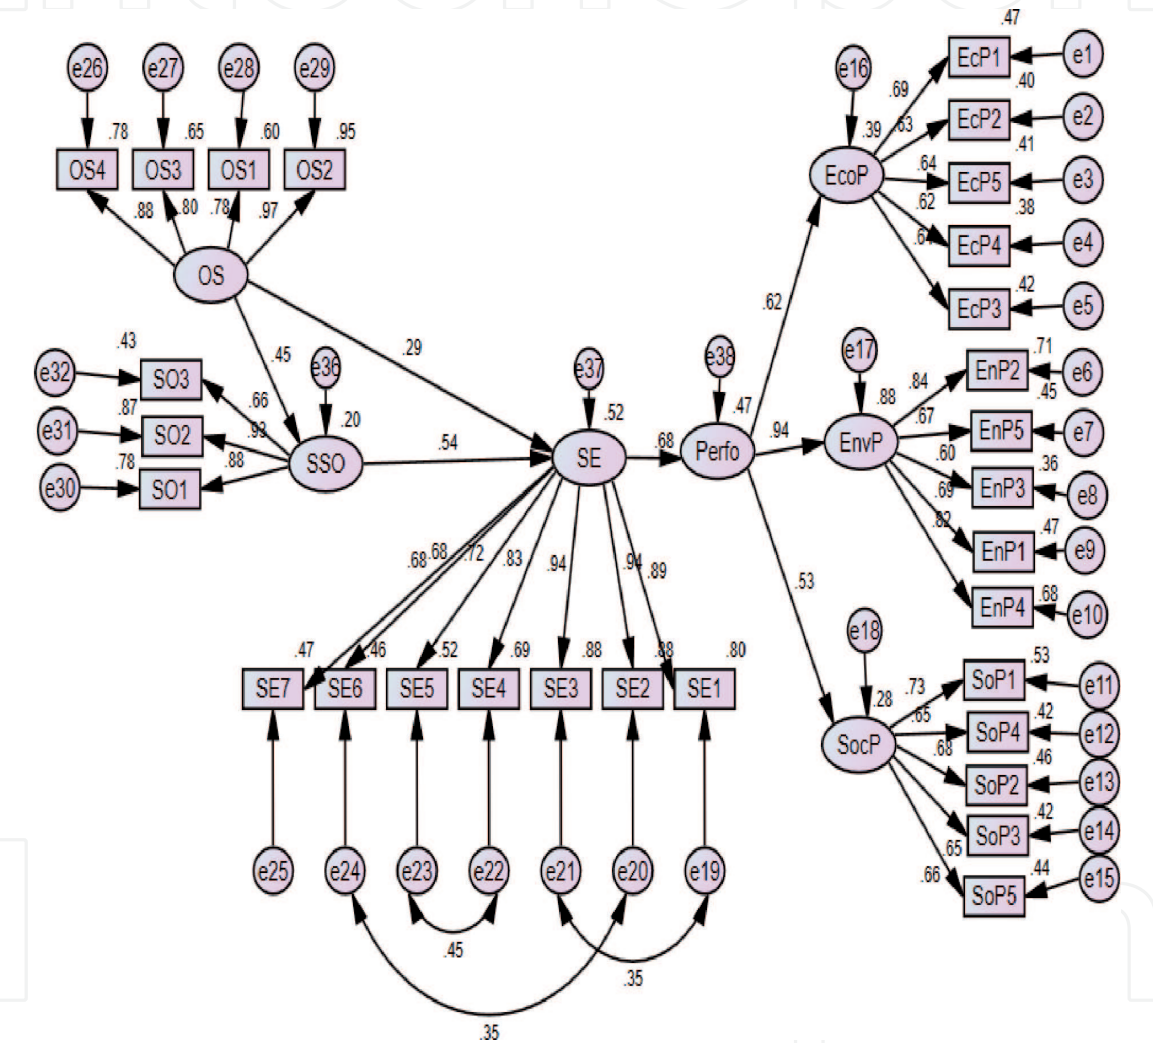 e26 e27 e28 e29
.78 .65 .60 .95
OS4 OS3 OS1 OS2
.88 .80 .78 .97
OS
.45
.29
e32 .43 SO3 .66
e31 .87 SO2 .93
e30 .78 SO1 .88
e36
.20
SSO
.54
e37
.52
SE
.68
e38
.47
Perfo
.62
.94
.53
.68 .68 .72 .83 .94 .94 .89
.47 .46 .52 .69 .88 .88 .80
SE7 SE6 SE5 SE4 SE3 SE2 SE1
e25 e24 e23 e22 e21 e20 e19
.45
.35
.35
e16
.39
EcoP
.69 .47 EcP1 e1
.63 .40 EcP2 e2
.64 .41 EcP5 e3
.62 .38 EcP4 e4
.42 EcP3 e5
e17
.88
EnvP
.84 EnP2 .71 e6
.67 EnP5 .45 e7
.60 EnP3 .36 e8
.69 EnP1 .47 e9
.82 EnP4 .68 e10
e18
.28
SocP
.73 SoP1 .53 e11
.65 SoP4 .42 e12
.68 SoP2 .46 e13
.65 SoP3 .42 e14
.66 SoP5 .44 e15